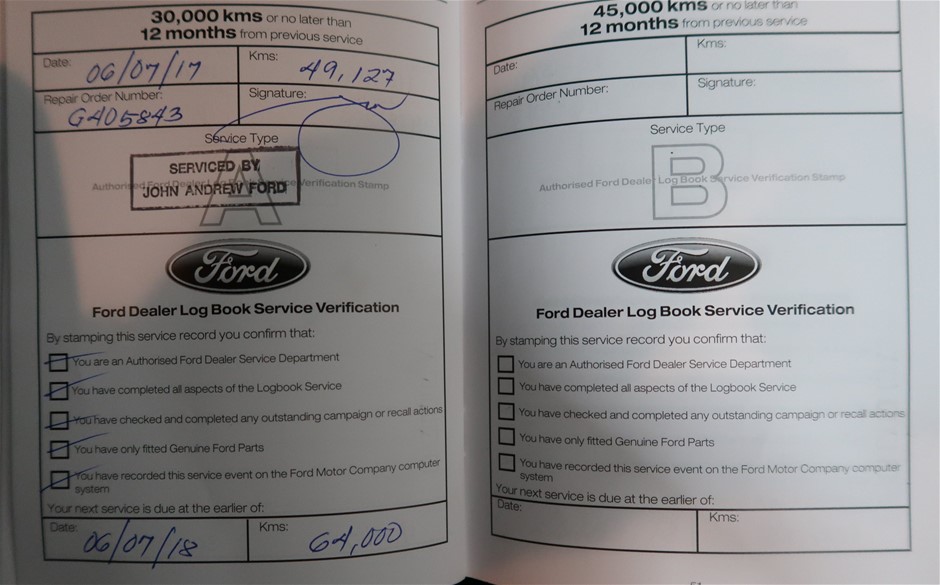 30,000 kms or no later than
12 months from previous service
Date: 06/07/17
Kms: 49,127
Repair Order Number: G405843
Signature:
Service Type
A
Authorised Ford Dealer Log Book Service Verification Stamp
SERVICED BY
JOHN ANDREW FORD
Ford
Ford Dealer Log Book Service Verification
By stamping this service record you confirm that:
You are an Authorised Ford Dealer Service Department
You have completed all aspects of the Logbook Service
You have checked and completed any outstanding campaign or recall actions
You have only fitted Genuine Ford Parts
You have recorded this service event on the Ford Motor Company computer
system
Your next service is due at the earlier of:
Date: 06/07/18
Kms: 64,000
45,000 kms or no later than
12 months from previous service
Date:
Kms:
Repair Order Number:
Signature:
Service Type
B
Authorised Ford Dealer Log Book Service Verification Stamp
Ford
Ford Dealer Log Book Service Verification
By stamping this service record you confirm that:
You are an Authorised Ford Dealer Service Department
You have completed all aspects of the Logbook Service
You have checked and completed any outstanding campaign or recall actions
You have only fitted Genuine Ford Parts
You have recorded this service event on the Ford Motor Company computer
system
Your next service is due at the earlier of:
Date:
Kms: